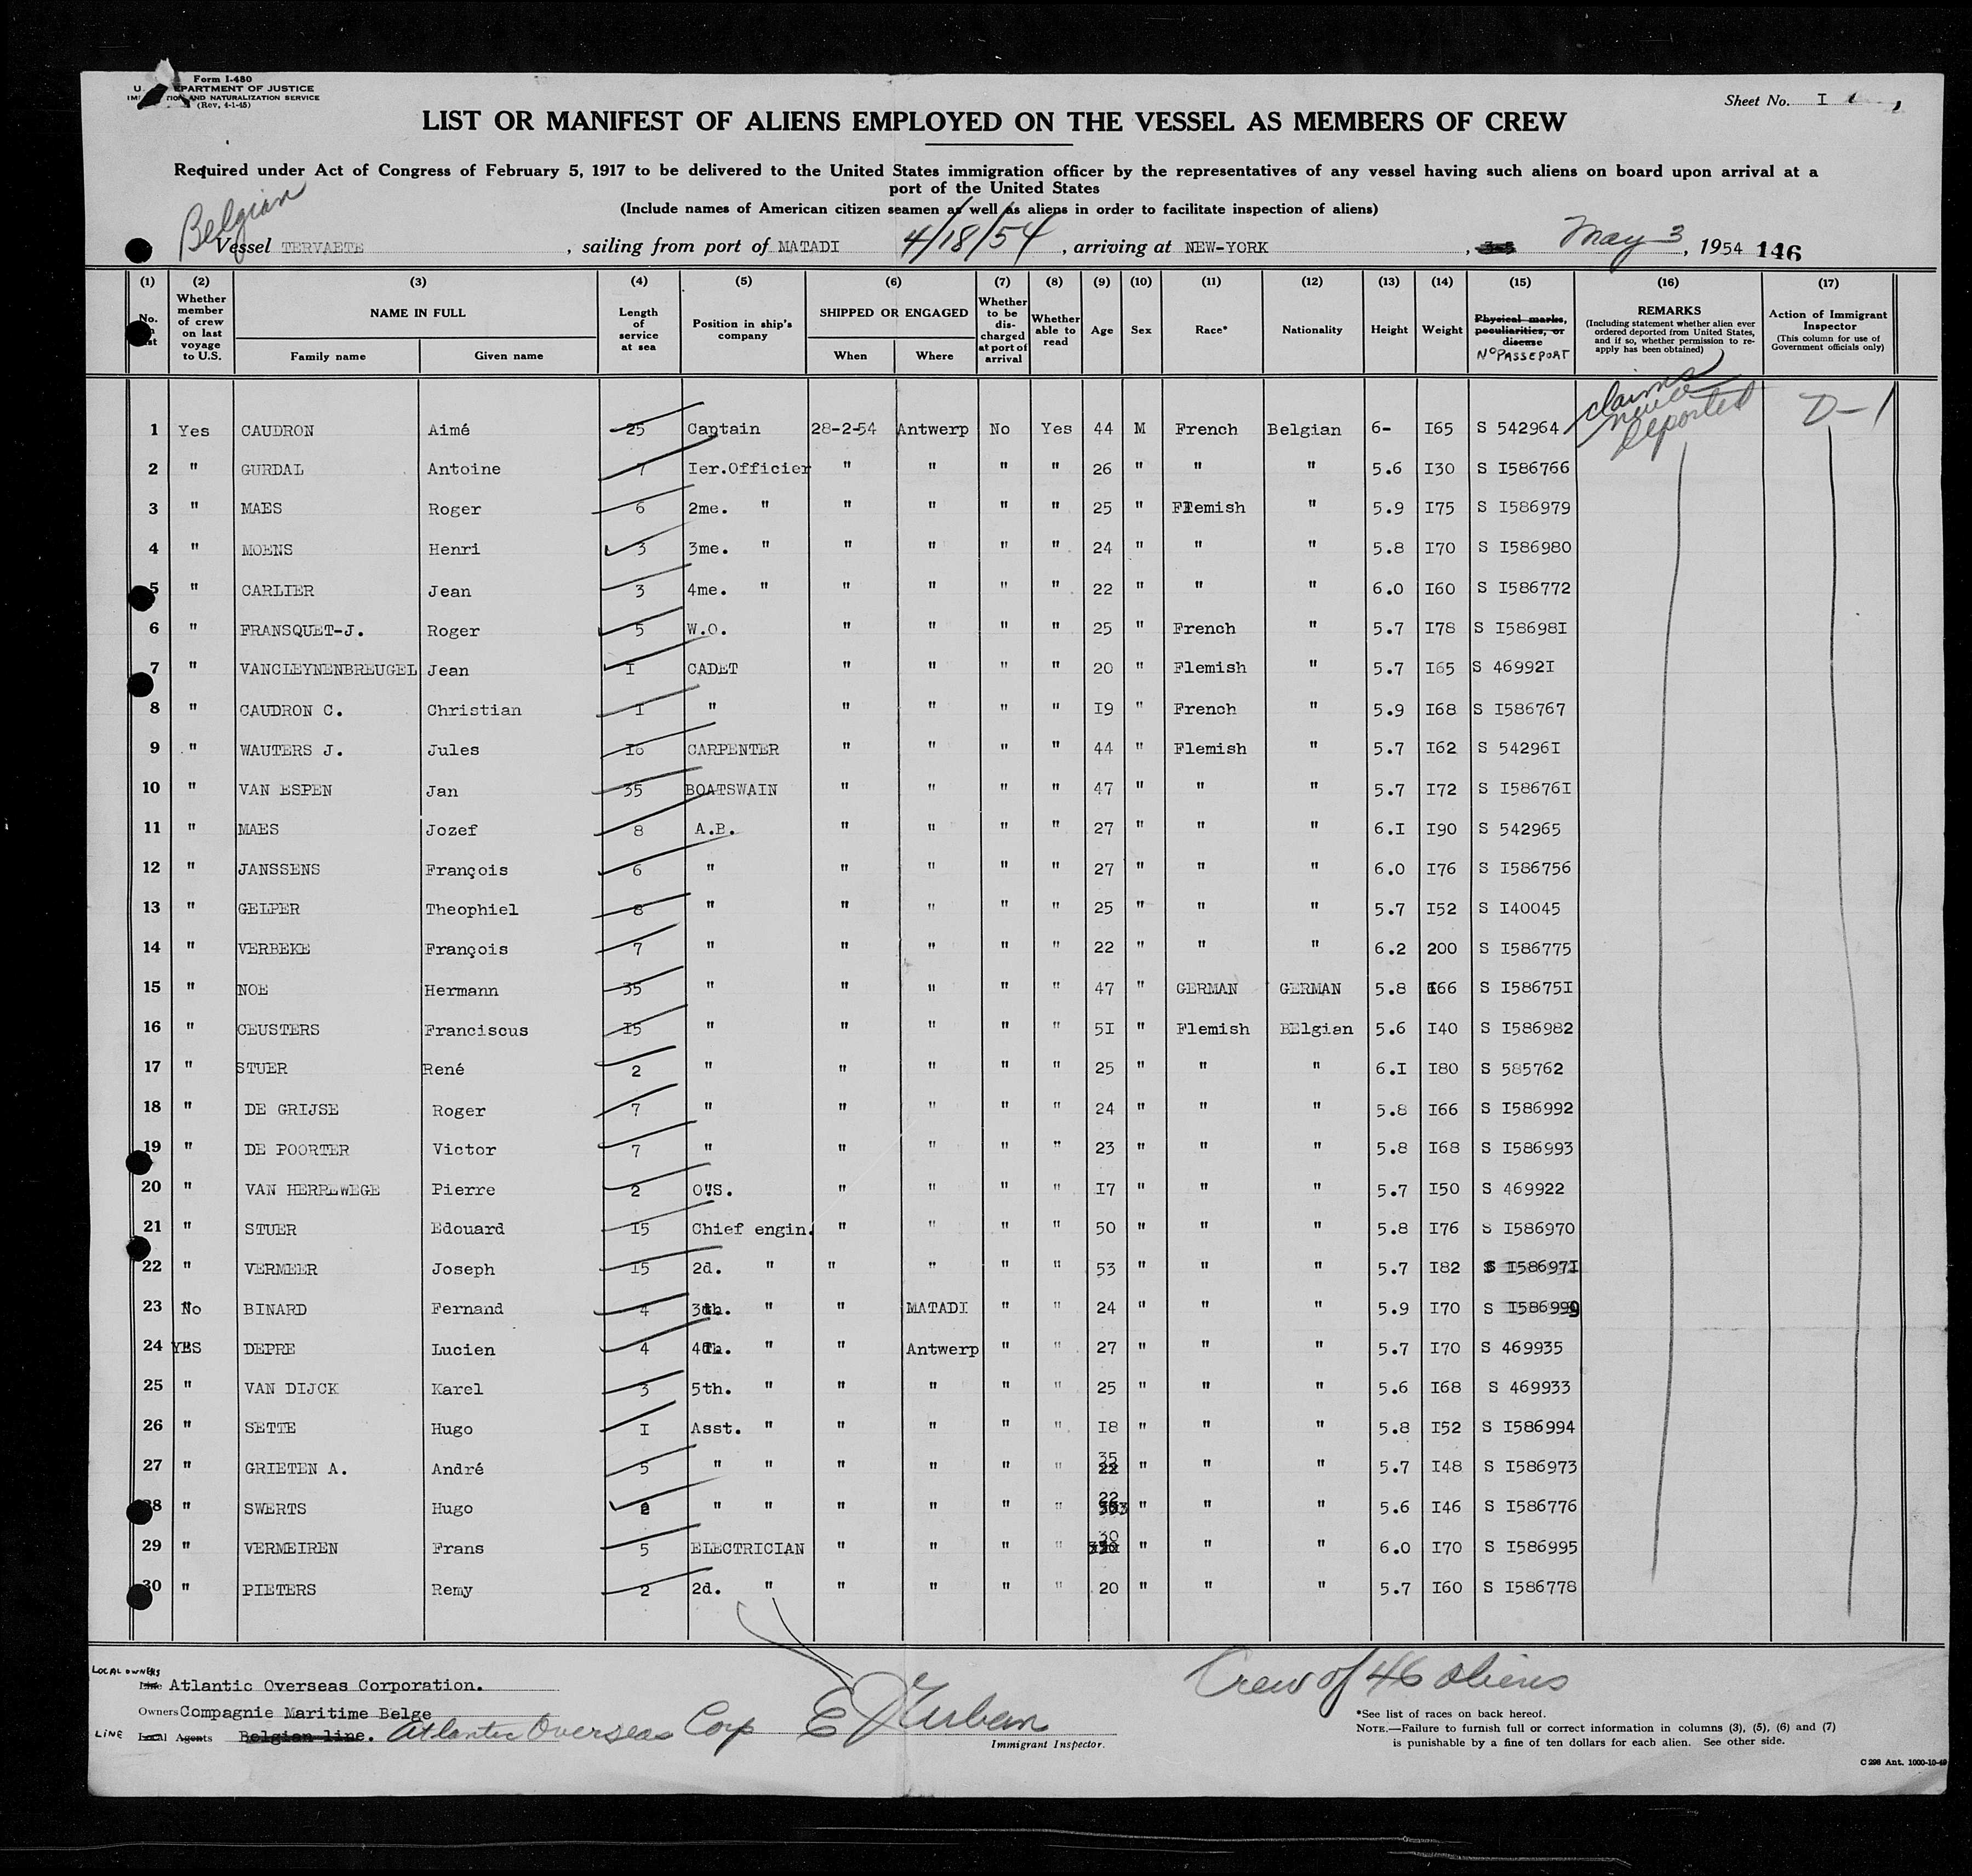 Form I-480
U. EPARTMENT OF JUSTICE
IMI TION AND NATURALIZATION SERVICE
(Rev. 4-1-45)
Sheet No. I
LIST OR MANIFEST OF ALIENS EMPLOYED ON THE VESSEL AS MEMBERS OF CREW
Required under Act of Congress of February 5, 1917 to be delivered to the United States immigration officer by the representatives of any vessel having such aliens on board upon arrival at a
port of the United States
(Include names of American citizen seamen as well as aliens in order to facilitate inspection of aliens)
Belgian
Vessel TERVAETE, sailing from port of MATADI 4/18/54, arriving at NEW-YORK, May 3, 1954 146
(1) (2) (3) (4) (5) (6) (7) (8) (9) (10) (11) (12) (13) (14) (15) (16) (17)
No. Whether member of crew on last voyage to U.S. NAME IN FULL Family name Given name Length of service at sea Position in ship's company SHIPPED OR ENGAGED When Where Whether to be discharged at port of arrival Whether able to read Age Sex Race* Nationality Height Weight Physical marks, peculiarities, or disease N° PASSEPORT REMARKS (Including statement whether alien ever ordered deported from United States, and if so, whether permission to reapply has been obtained) Action of Immigrant Inspector (This column for use of Government officials only)
claims never deported D-1
1 Yes CAUDRON Aimé 25 Captain 28-2-54 Antwerp No Yes 44 M French Belgian 6- I65 S 542964
2 " GURDAL Antoine 7 Ier.Officier " " " " 26 " " " 5.6 I30 S I586766
3 " MAES Roger 6 2me. " " " " " 25 " Flemish " 5.9 I75 S I586979
4 " MOENS Henri 3 3me. " " " " " 24 " " " 5.8 I70 S I586980
5 " CARLIER Jean 3 4me. " " " " " 22 " " " 6.0 I60 S I586772
6 " FRANSQUET-J. Roger 5 W.O. " " " " 25 " French " 5.7 I78 S I58698I
7 " VANCLEYNENBREUGEL Jean I CADET " " " " 20 " Flemish " 5.7 I65 S 46992I
8 " CAUDRON C. Christian I " " " " " I9 " French " 5.9 I68 S I586767
9 " WAUTERS J. Jules I6 CARPENTER " " " " 44 " Flemish " 5.7 I62 S 54296I
10 " VAN ESPEN Jan 35 BOATSWAIN " " " " 47 " " " 5.7 I72 S I58676I
11 " MAES Jozef 8 A.B. " " " " 27 " " " 6.I I90 S 542965
12 " JANSSENS François 6 " " " " " 27 " " " 6.0 I76 S I586756
13 " GELPER Theophiel 8 " " " " " 25 " " " 5.7 I52 S I40045
14 " VERBEKE François 7 " " " " " 22 " " " 6.2 200 S I586775
15 " NOE Hermann 35 " " " " " 47 " GERMAN GERMAN 5.8 I66 S I58675I
16 " CEUSTERS Franciscus I5 " " " " " 5I " Flemish BElgian 5.6 I40 S I586982
17 " STUER René 2 " " " " " 25 " " " 6.I I80 S 585762
18 " DE GRIJSE Roger 7 " " " " " 24 " " " 5.8 I66 S I586992
19 " DE POORTER Victor 7 " " " " " 23 " " " 5.8 I68 S I586993
20 " VAN HERREWEGE Pierre 2 O.S. " " " " I7 " " " 5.7 I50 S 469922
21 " STUER Edouard I5 Chief engin. " " " " 50 " " " 5.8 I76 S I586970
22 " VERMEER Joseph I5 2d. " " " " " 53 " " " 5.7 I82 S I58697I
23 No BINARD Fernand 4 3th. " " MATADI " " 24 " " " 5.9 I70 S I586999
24 YES DEPRE Lucien 4 4th. " " Antwerp " " 27 " " " 5.7 I70 S 469935
25 " VAN DIJCK Karel 3 5th. " " " " " 25 " " " 5.6 I68 S 469933
26 " SETTE Hugo I Asst. " " " " " I8 " " " 5.8 I52 S I586994
27 " GRIETEN A. André 5 " " " " " " 35 22 " " " 5.7 I48 S I586973
28 " SWERTS Hugo 2 " " " " " " 22 " " " 5.6 I46 S I586776
29 " VERMEIREN Frans 5 ELECTRICIAN " " " " 30 " " " 6.0 I70 S I586995
30 " PIETERS Remy 2 2d. " " " " " 20 " " " 5.7 I60 S I586778
LOCAL OWNERS
Line Atlantic Overseas Corporation.
Crew of 46 aliens
Owners Compagnie Maritime Belge
LINE Local Agents Belgian line. Atlantic Overseas Corp
Immigrant Inspector.
*See list of races on back hereof.
NOTE.—Failure to furnish full or correct information in columns (3), (5), (6) and (7)
is punishable by a fine of ten dollars for each alien. See other side.
C 298 Ant. 1000-10-49